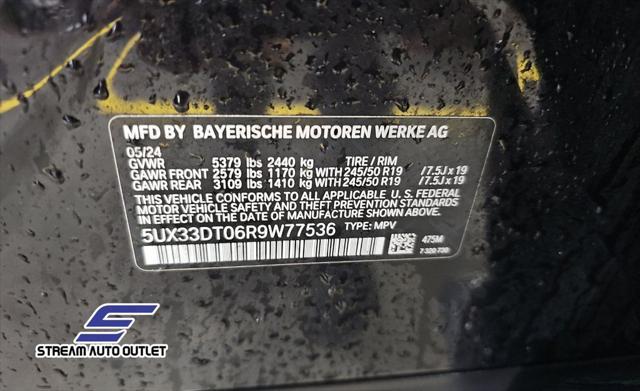 MFD BY BAYERISCHE MOTOREN WERKE AG
05/24
GVWR 5379 lbs 2440 kg TIRE / RIM
GAWR FRONT 2579 lbs 1170 kg WITH 245/50 R19 /7.5J x 19
GAWR REAR 3109 lbs 1410 kg WITH 245/50 R19 /7.5J x 19
THIS VEHICLE CONFORMS TO ALL APPLICABLE U.S. FEDERAL
MOTOR VEHICLE SAFETY AND THEFT PREVENTION STANDARDS
IN EFFECT ON THE DATE OF MANUFACTURE SHOWN ABOVE.
5UX33DT06R9W77536 TYPE: MPV
475M
7 320 730
STREAM AUTO OUTLET